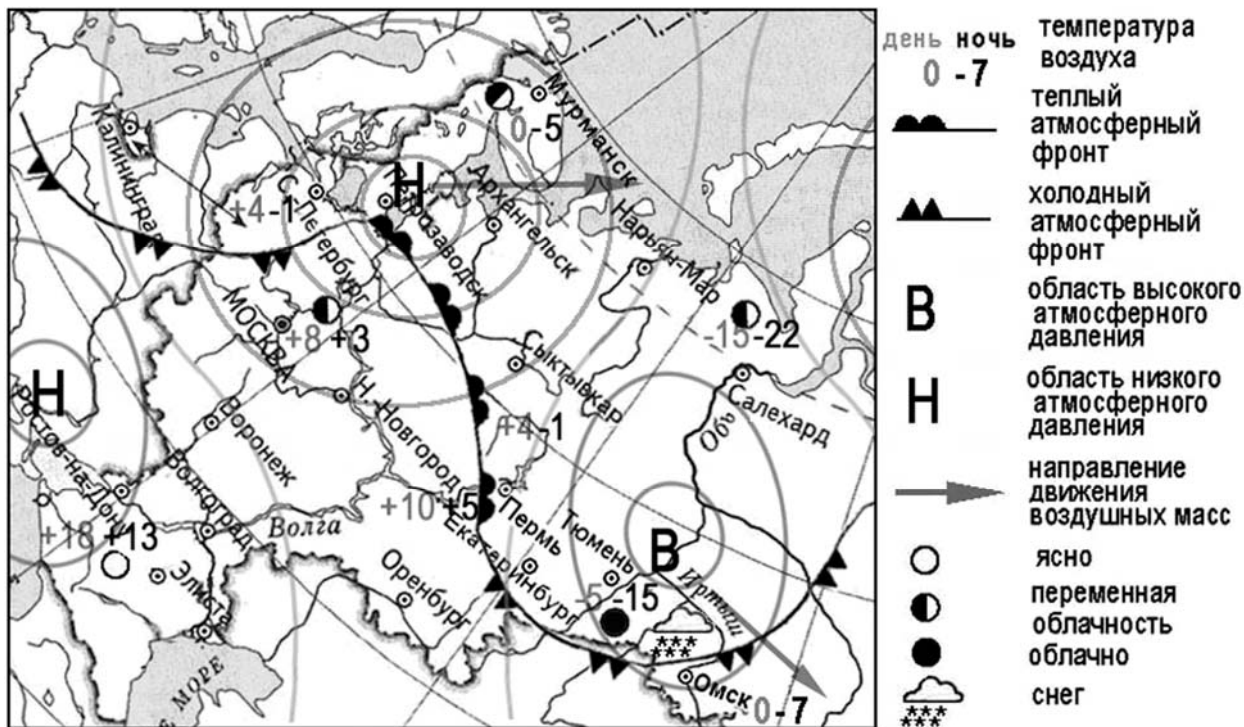 Мурманск
0 -5
Калининград
С.-Петербург
Н
Петрозаводск
Архангельск
+4 -1
Нарьян-Мар
МОСКВА
+8 +3
-15 -22
Сыктывкар
Салехард
Н
Обь
Н. Новгород
+4 -1
Воронеж
Ростов-на-Дону
Волгоград
+10 +5
Пермь
Тюмень
В
Волга
+18 +13
Екатеринбург
-5 -15
Иртыш
Элиста
Оренбург
Омск
0 -7
МОРЕ
день ночь
0 -7
температура
воздуха
теплый
атмосферный
фронт
холодный
атмосферный
фронт
В
область высокого
атмосферного
давления
Н
область низкого
атмосферного
давления
направление
движения
воздушных масс
ясно
переменная
облачность
облачно
снег